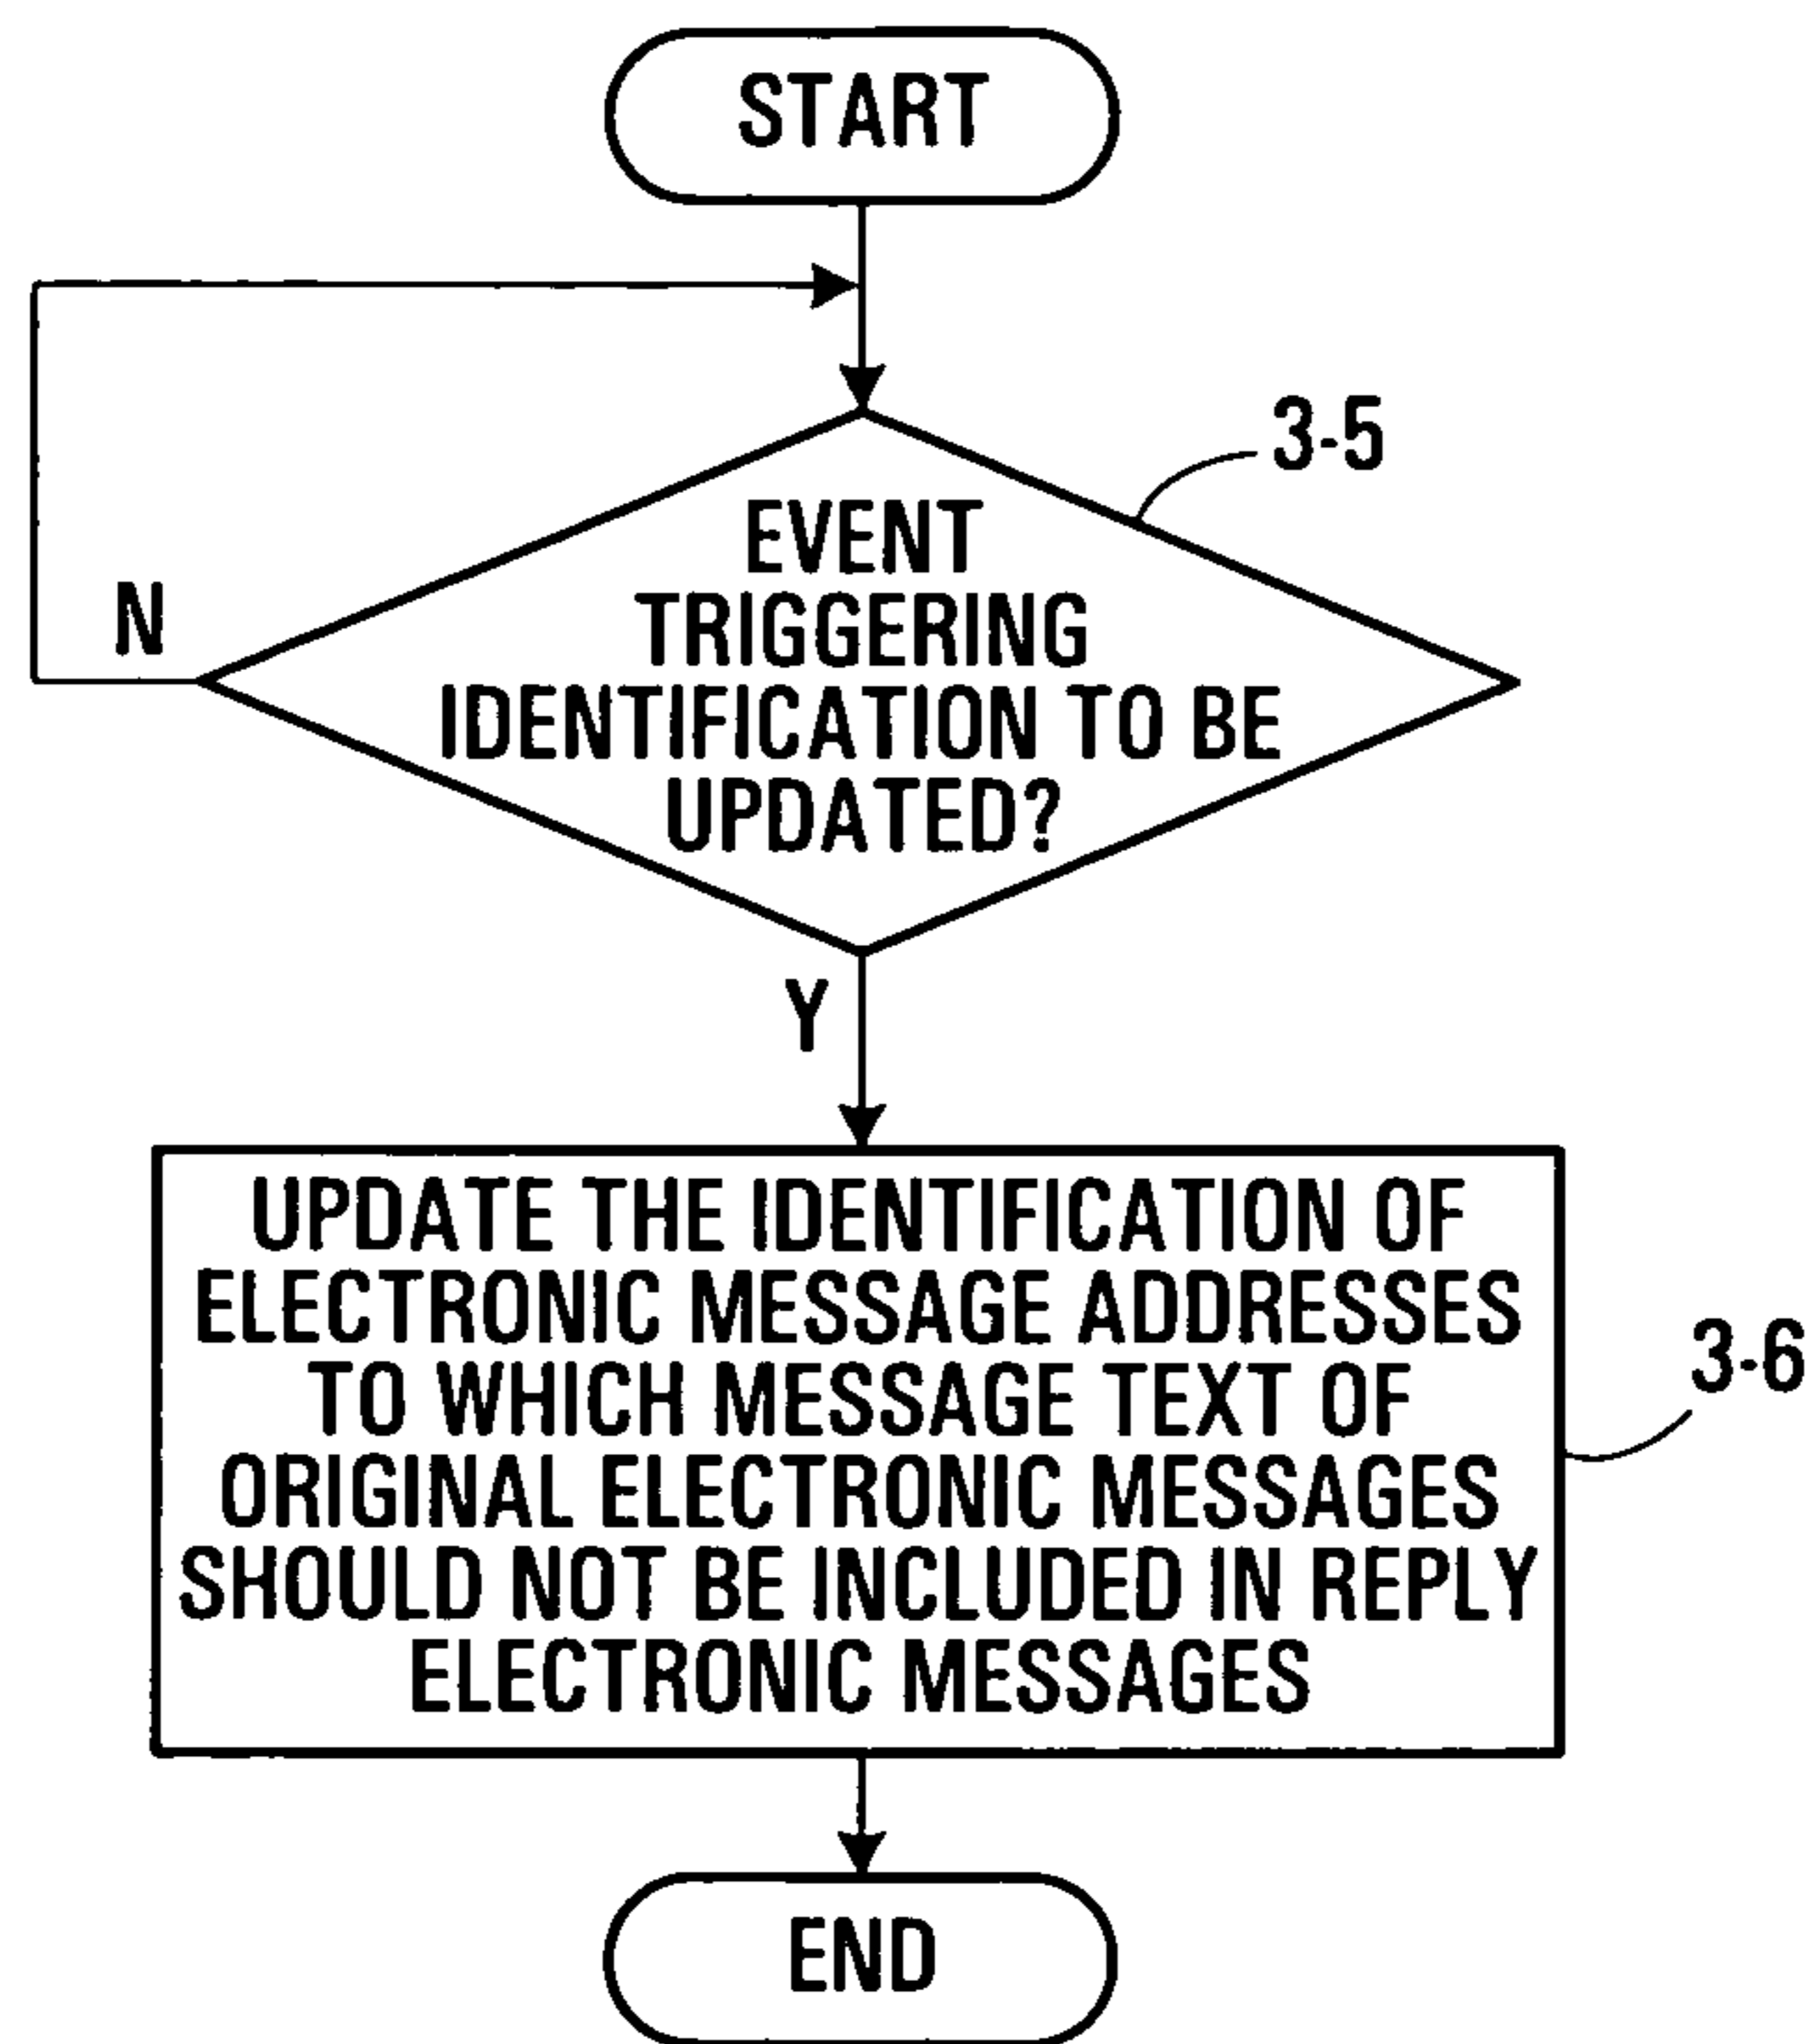 START
3-5
EVENT
TRIGGERING
IDENTIFICATION TO BE
UPDATED?
N
Y
UPDATE THE IDENTIFICATION OF
ELECTRONIC MESSAGE ADDRESSES
TO WHICH MESSAGE TEXT OF
ORIGINAL ELECTRONIC MESSAGES
SHOULD NOT BE INCLUDED IN REPLY
ELECTRONIC MESSAGES
3-6
END